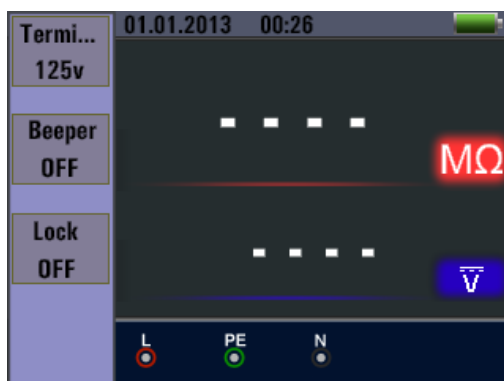 01.01.2013 00:26
Termi...
125v
Beeper
OFF
Lock
OFF
- - - -
MΩ
- - - -
V
L PE N